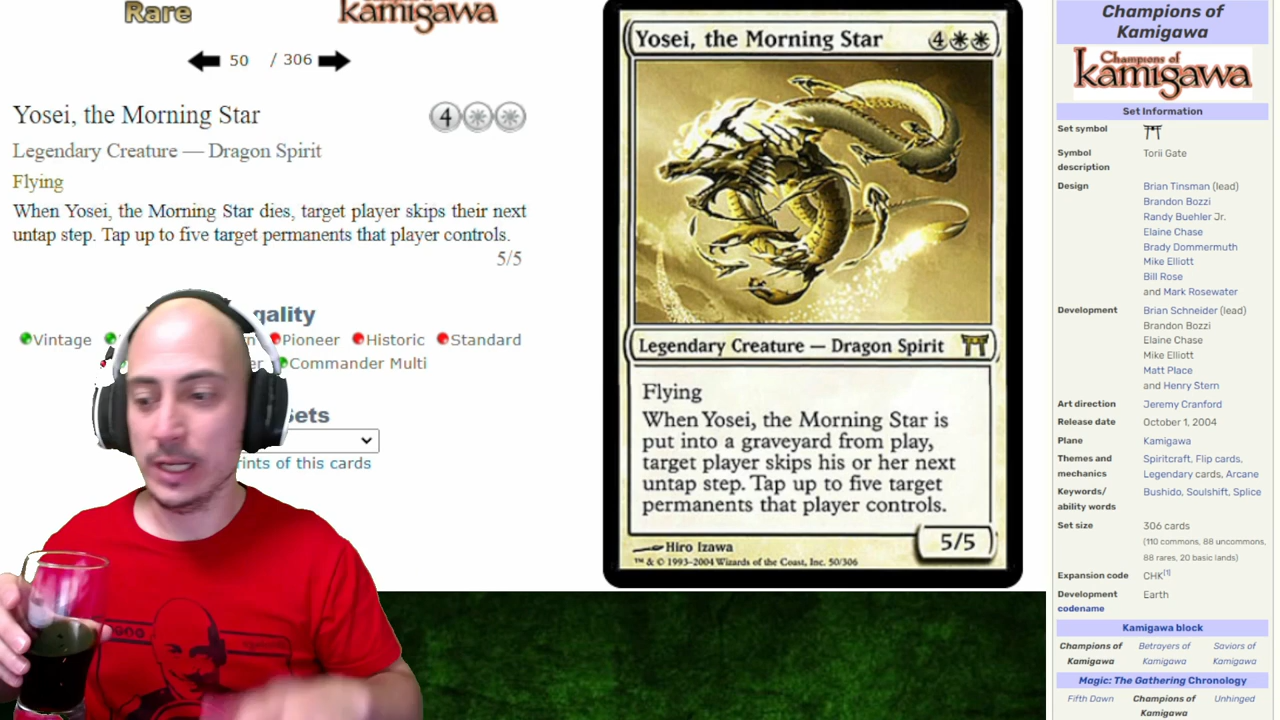 Rare
kamigawa
50 / 306
Yosei, the Morning Star
4
Legendary Creature — Dragon Spirit
Flying
When Yosei, the Morning Star dies, target player skips their next
untap step. Tap up to five target permanents that player controls.
5/5
gality
Vintage
Pioneer
Historic
Standard
Commander Multi
Sets
rints of this cards
Yosei, the Morning Star
4
Legendary Creature — Dragon Spirit
Flying
When Yosei, the Morning Star is
put into a graveyard from play,
target player skips his or her next
untap step. Tap up to five target
permanents that player controls.
5/5
Hiro Izawa
™ & © 1993–2004 Wizards of the Coast, Inc. 50/306
Champions of
Kamigawa
Champions of
kamigawa
Set Information
Set symbol
Symbol description Torii Gate
Design Brian Tinsman (lead)
Brandon Bozzi
Randy Buehler Jr.
Elaine Chase
Brady Dommermuth
Mike Elliott
Bill Rose
and Mark Rosewater
Development Brian Schneider (lead)
Brandon Bozzi
Elaine Chase
Mike Elliott
Matt Place
and Henry Stern
Art direction Jeremy Cranford
Release date October 1, 2004
Plane Kamigawa
Themes and mechanics Spiritcraft, Flip cards,
Legendary cards, Arcane
Keywords/ ability words Bushido, Soulshift, Splice
Set size 306 cards
(110 commons, 88 uncommons,
88 rares, 20 basic lands)
Expansion code CHK[1]
Development codename Earth
Kamigawa block
Champions of Kamigawa
Betrayers of Kamigawa
Saviors of Kamigawa
Magic: The Gathering Chronology
Fifth Dawn
Champions of Kamigawa
Unhinged